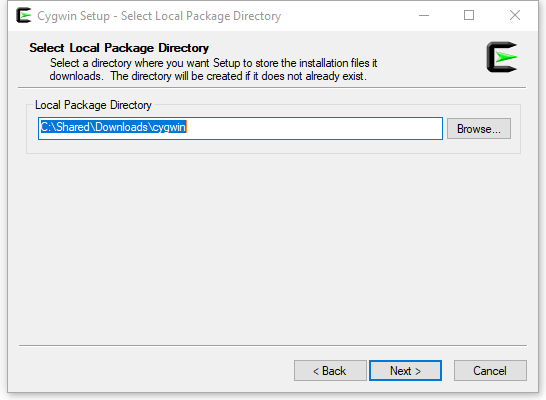 Cygwin Setup - Select Local Package Directory
Select Local Package Directory
Select a directory where you want Setup to store the installation files it
downloads. The directory will be created if it does not already exist.
Local Package Directory
C:\Shared\Downloads\cygwin
Browse...
< Back
Next >
Cancel